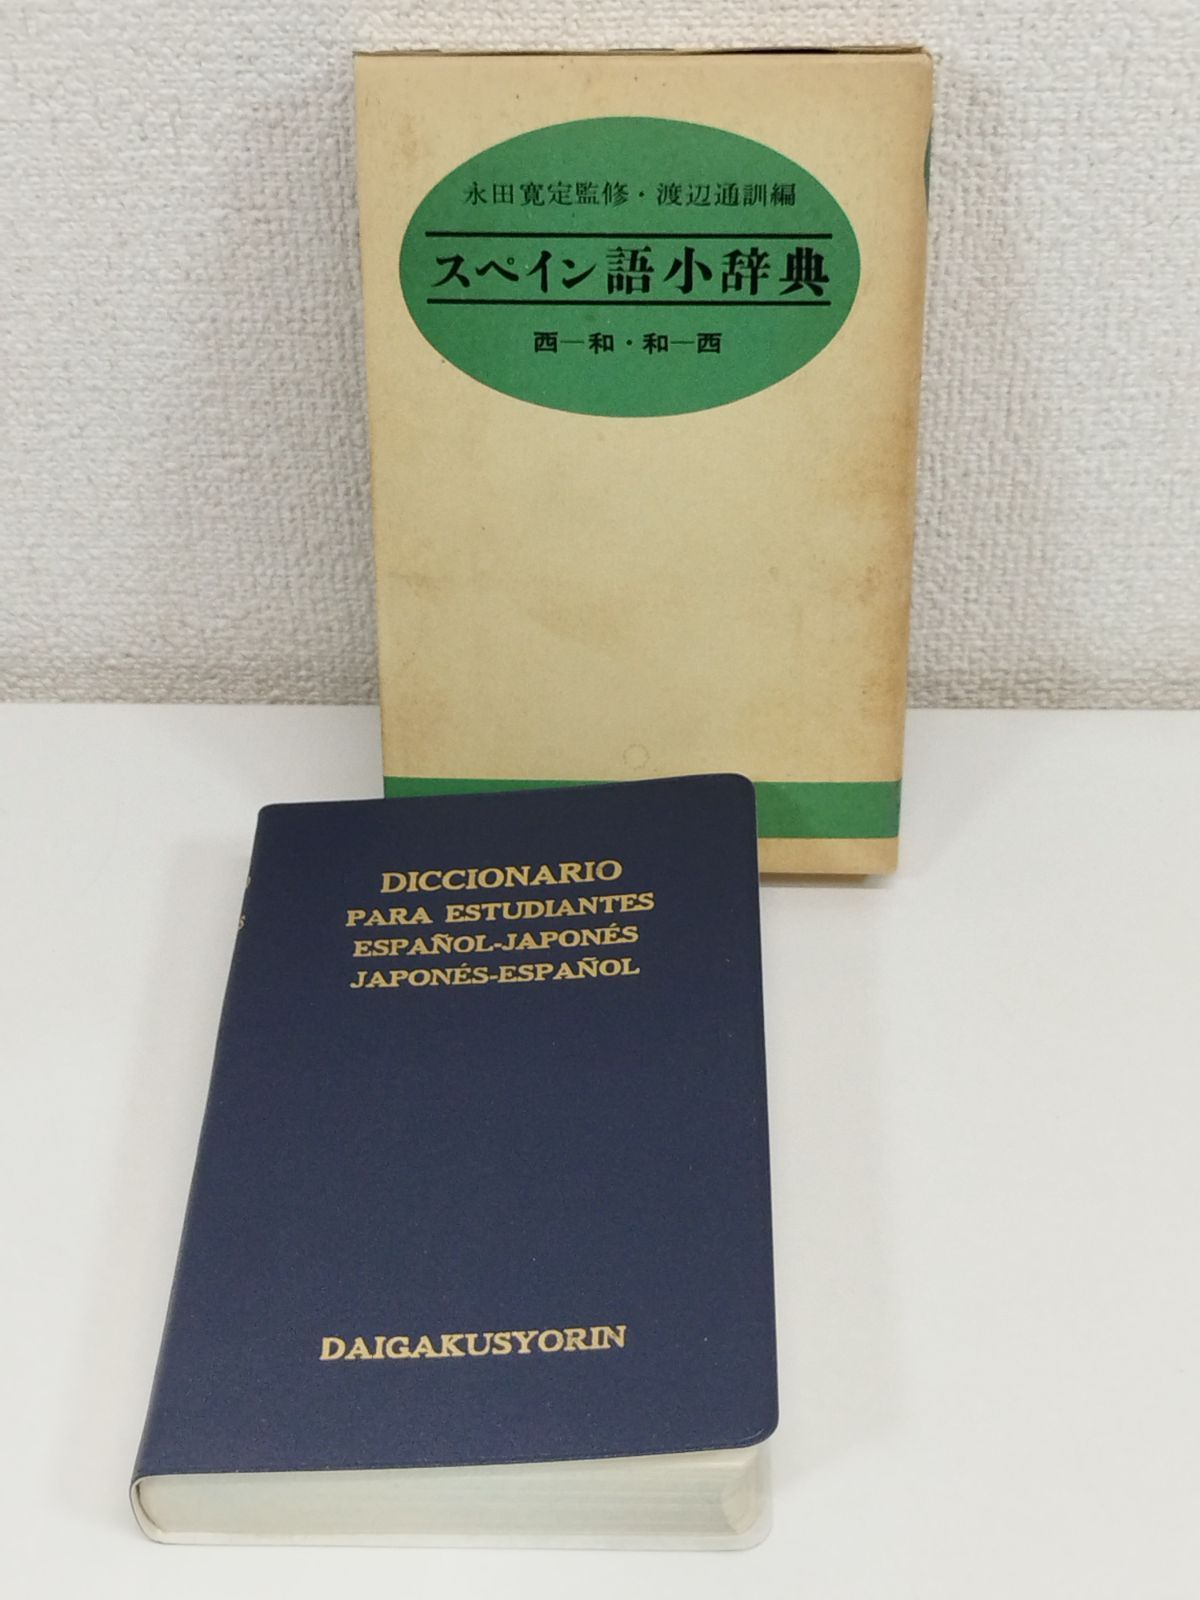 永田寛定監修・渡辺通訓編
スペイン語小辞典
西—和・和—西
DICCIONARIO
PARA ESTUDIANTES
ESPAÑOL-JAPONÉS
JAPONÉS-ESPAÑOL
DAIGAKUSYORIN